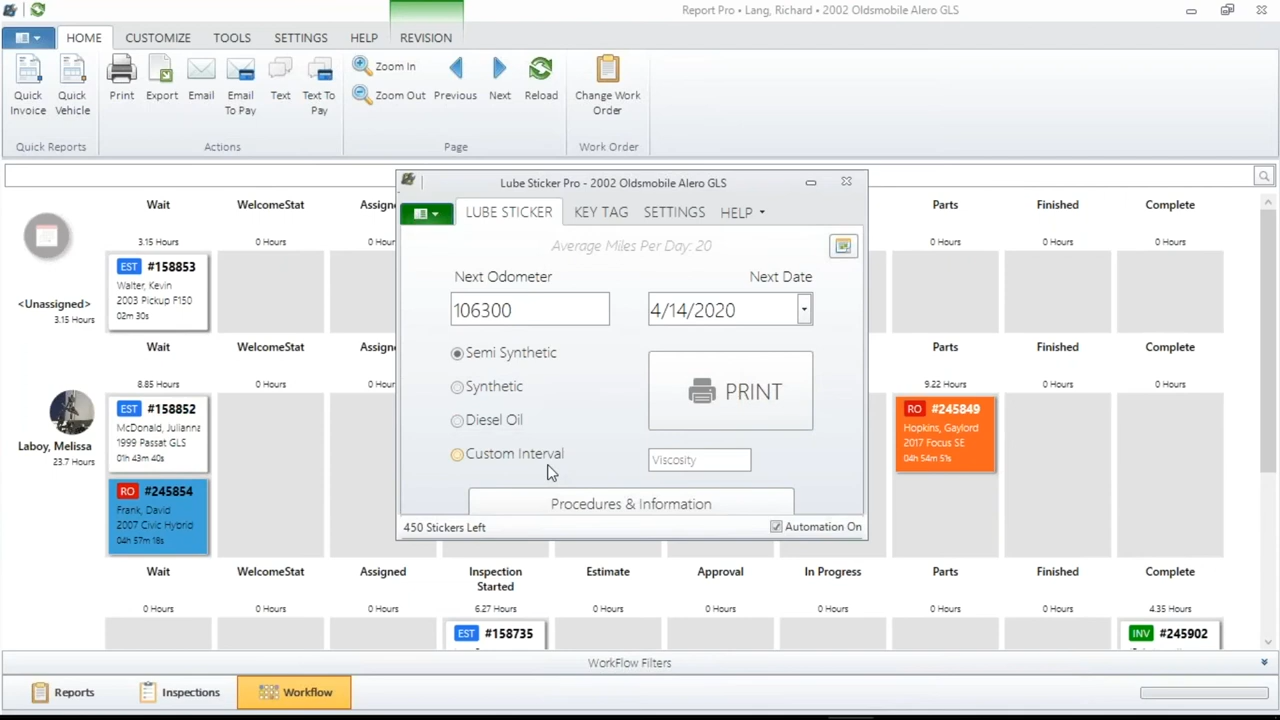 Report Pro • Lang, Richard • 2002 Oldsmobile Alero GLS
HOME CUSTOMIZE TOOLS SETTINGS HELP REVISION
Quick Invoice
Quick Vehicle
Print
Export
Email
Email To Pay
Text
Text To Pay
Zoom In
Zoom Out
Previous
Next
Reload
Change Work Order
Quick Reports Actions Page Work Order
Lube Sticker Pro - 2002 Oldsmobile Alero GLS
LUBE STICKER KEY TAG SETTINGS HELP
Average Miles Per Day: 20
Next Odometer Next Date
106300 4/14/2020
Semi Synthetic
Synthetic
Diesel Oil
Custom Interval
PRINT
Viscosity
Procedures & Information
450 Stickers Left Automation On
Wait WelcomeStat Assigne Parts Finished Complete
3.15 Hours 0 Hours 0 Hours 0 Hours 0 Hours
<Unassigned>
3.15 Hours
EST #158853
Walter, Kevin
2003 Pickup F150
02m 30s
Wait WelcomeStat Assigne Parts Finished Complete
8.85 Hours 0 Hours 9.22 Hours 0 Hours 0 Hours
Laboy, Melissa
23.7 Hours
EST #158852
McDonald, Julianna
1999 Passat GLS
01h 43m 40s
RO #245854
Frank, David
2007 Civic Hybrid
04h 57m 18s
RO #245849
Hopkins, Gaylord
2017 Focus SE
04h 54m 51s
Wait WelcomeStat Assigned Inspection Started Estimate Approval In Progress Parts Finished Complete
0 Hours 0 Hours 0 Hours 6.27 Hours 0 Hours 0 Hours 0 Hours 0 Hours 0 Hours 4.35 Hours
EST #158735
INV #245902
WorkFlow Filters
Reports Inspections Workflow